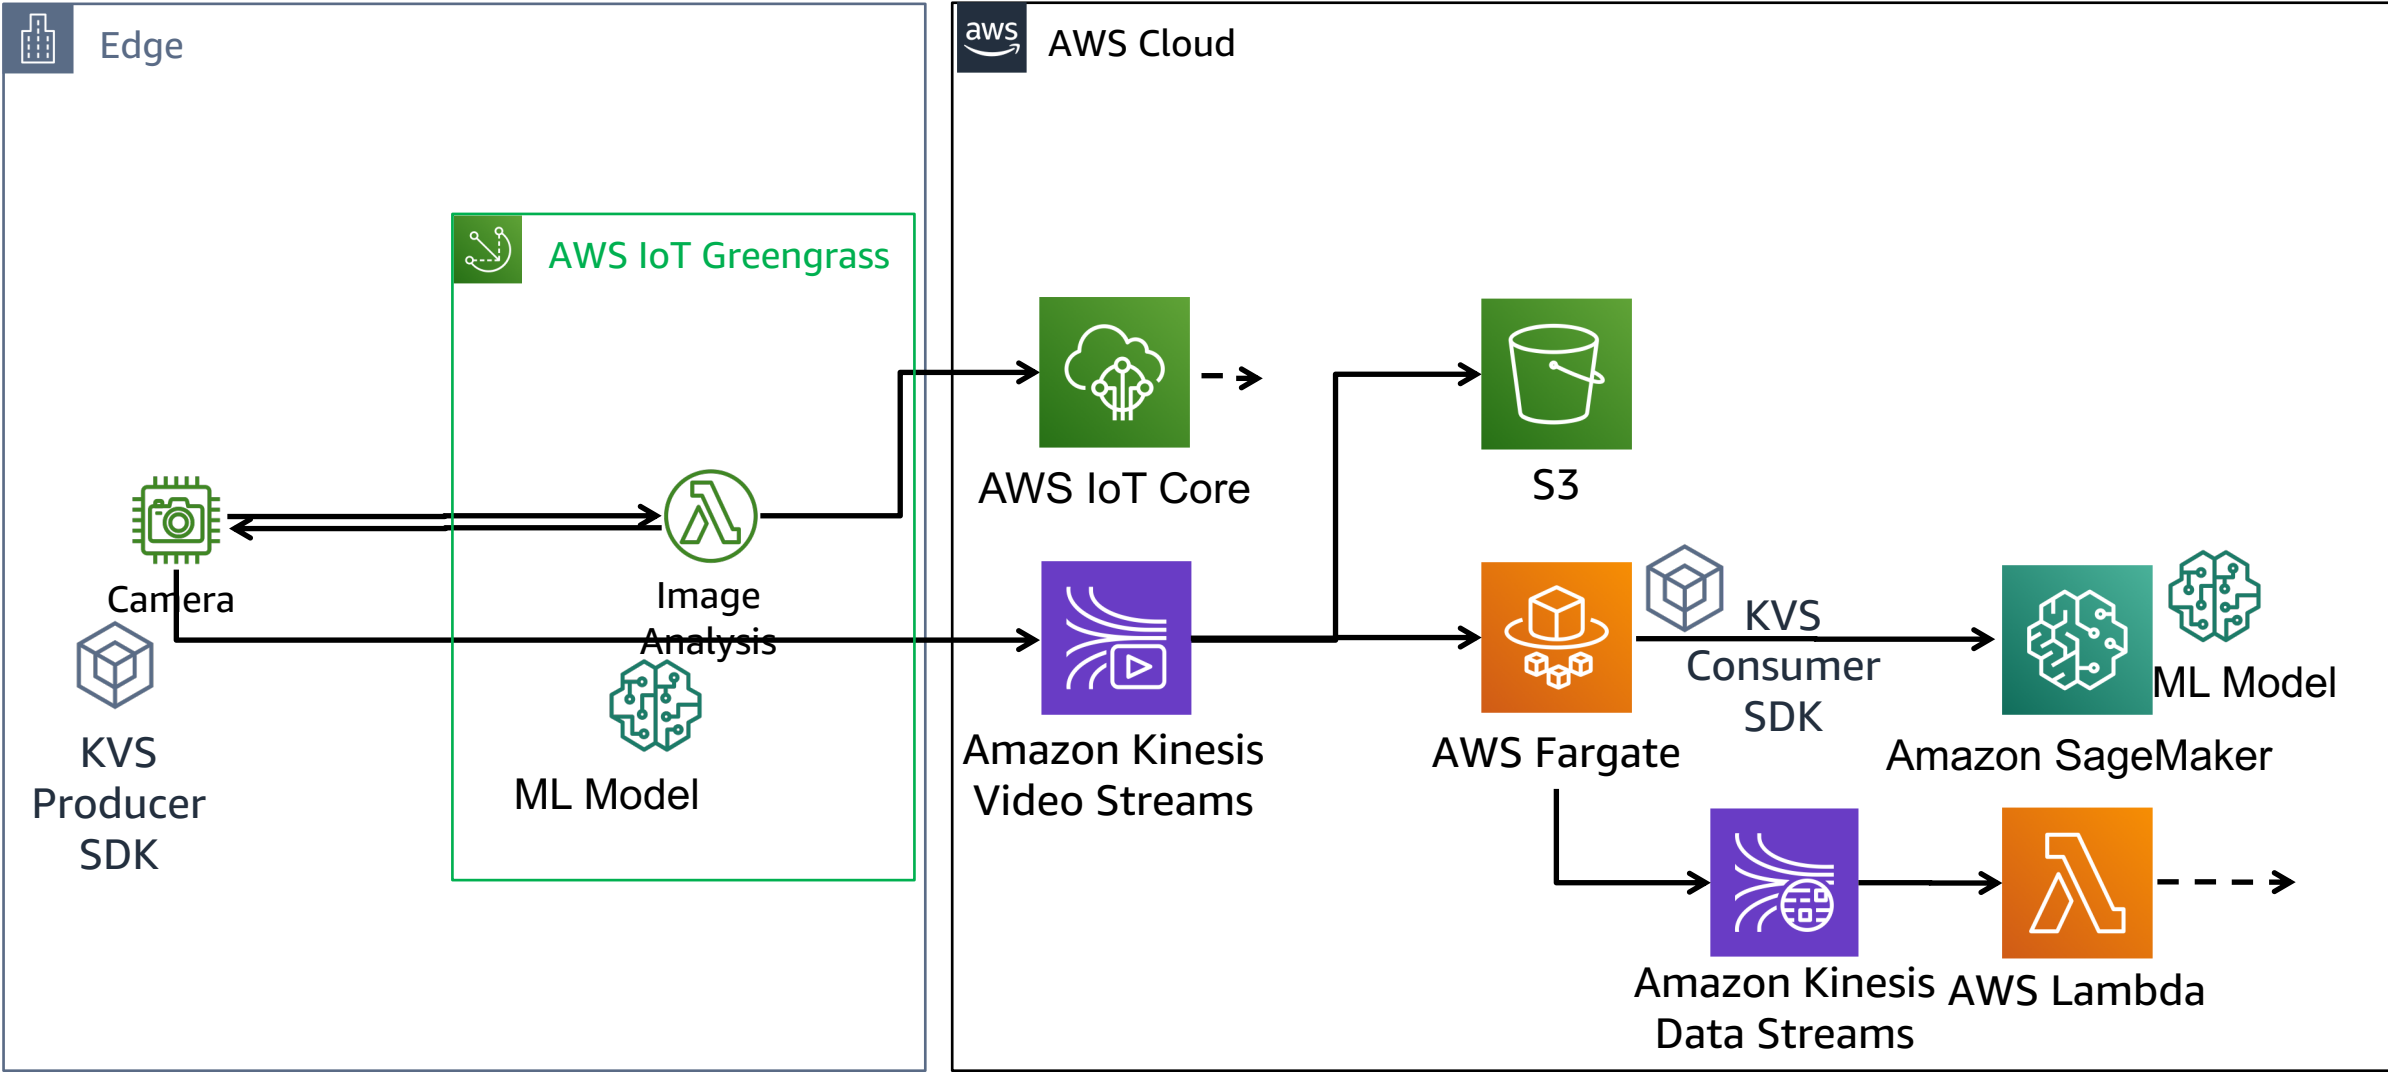 Edge
aws
AWS Cloud
AWS IoT Greengrass
AWS IoT Core
S3
Camera
Image
Analysis
KVS
Producer
SDK
ML Model
Amazon Kinesis
Video Streams
AWS Fargate
KVS
Consumer
SDK
ML Model
Amazon SageMaker
Amazon Kinesis
Data Streams
AWS Lambda